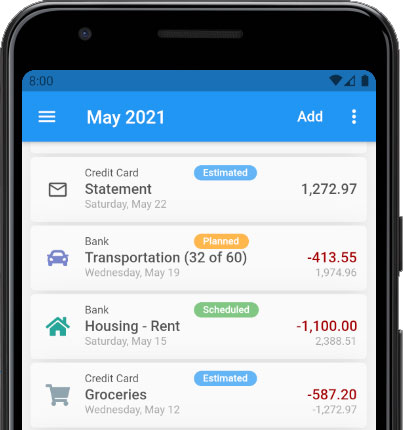 8:00
May 2021 Add
Credit Card Estimated
Statement 1,272.97
Saturday, May 22
Bank Planned
Transportation (32 of 60) -413.55
Wednesday, May 19 1,974.96
Bank Scheduled
Housing - Rent -1,100.00
Saturday, May 15 2,388.51
Credit Card Estimated
Groceries -587.20
Wednesday, May 12 -1,272.97